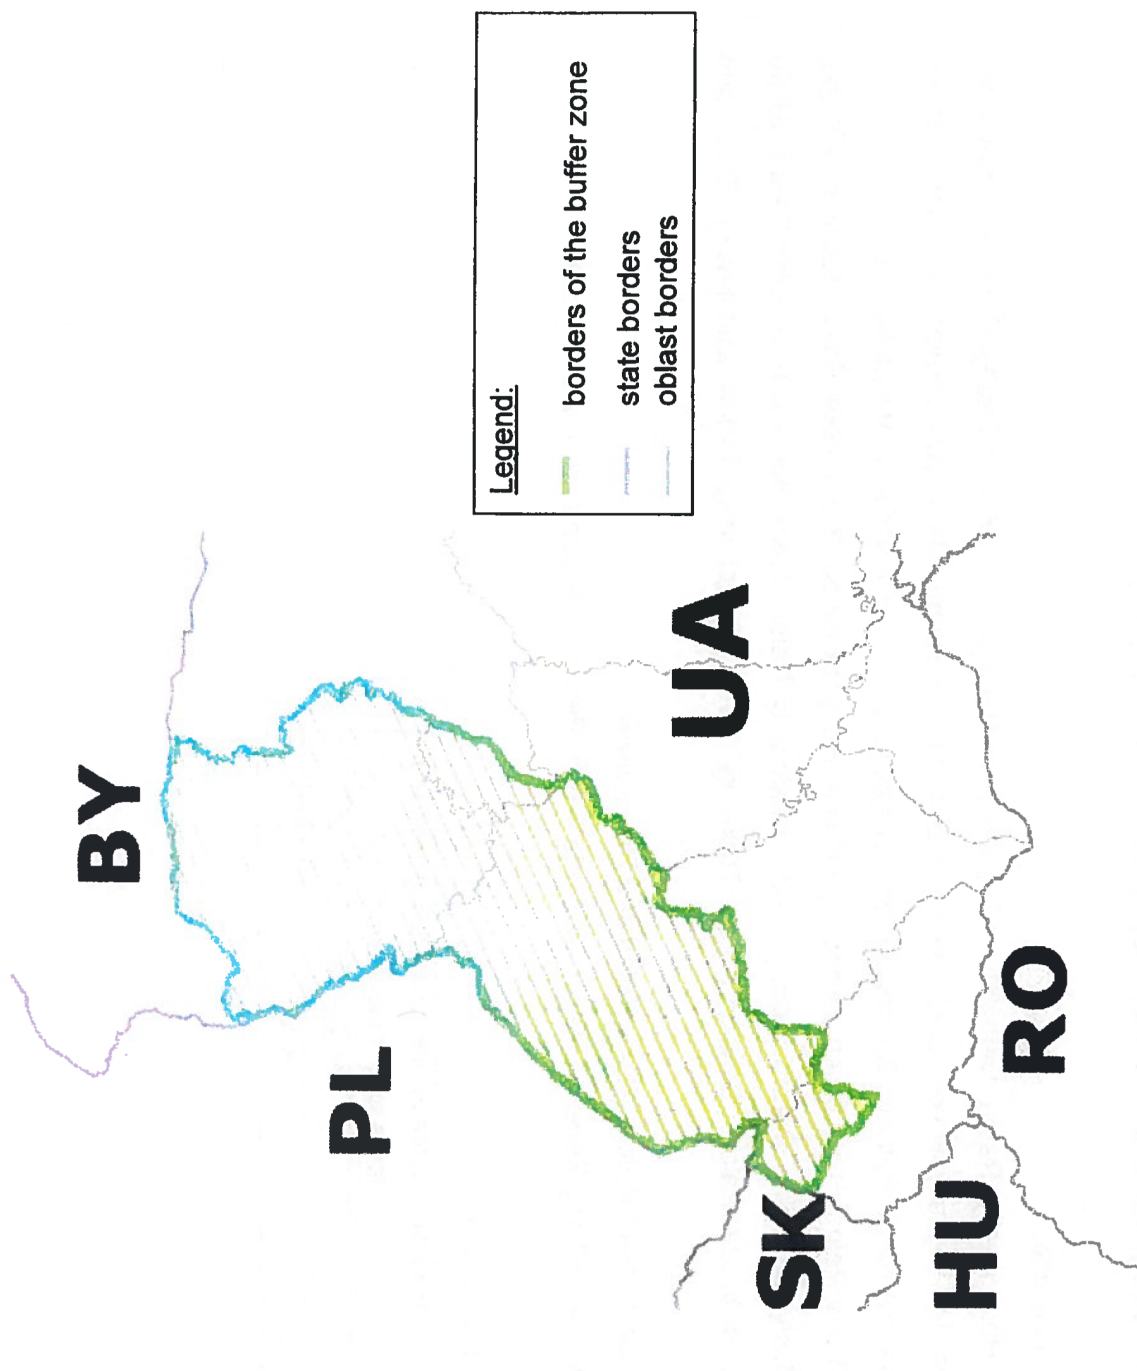 BY
PL
UA
SK
HU
RO
Legend:
borders of the buffer zone
state borders
oblast borders